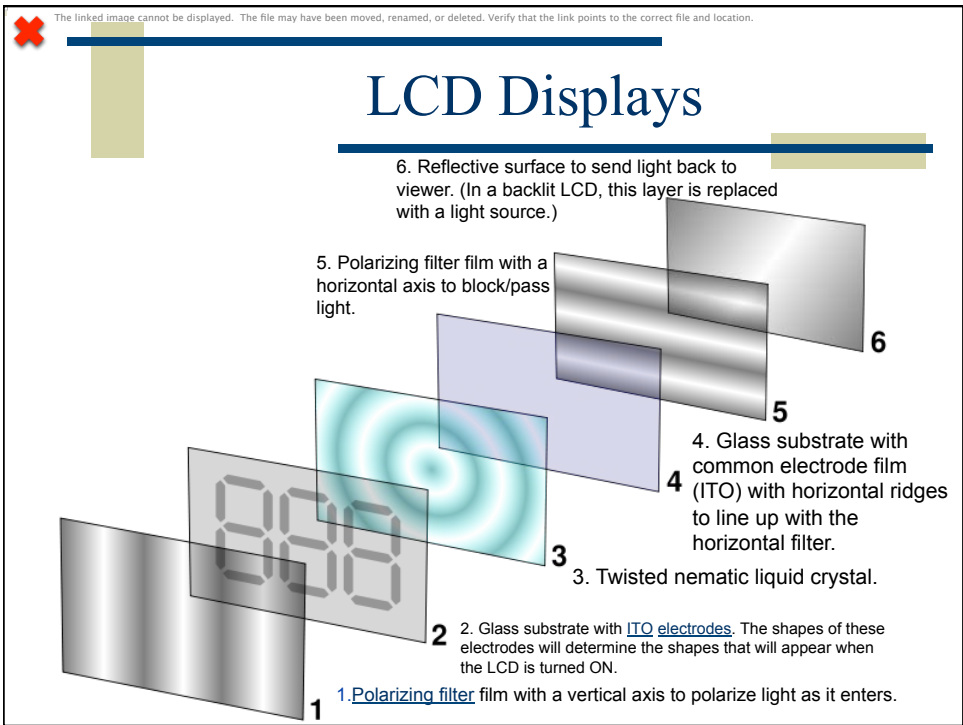 The linked image cannot be displayed.  The file may have been moved, renamed, or deleted. Verify that the link points to the correct file and location.
LCD Displays
6. Reflective surface to send light back to
viewer. (In a backlit LCD, this layer is replaced
with a light source.)
5. Polarizing filter film with a
horizontal axis to block/pass
light.
6
5
4. Glass substrate with
common electrode film
(ITO) with horizontal ridges
to line up with the
horizontal filter.
4
3
3. Twisted nematic liquid crystal.
2
2. Glass substrate with ITO electrodes. The shapes of these
electrodes will determine the shapes that will appear when
the LCD is turned ON.
1.Polarizing filter film with a vertical axis to polarize light as it enters.
1
888